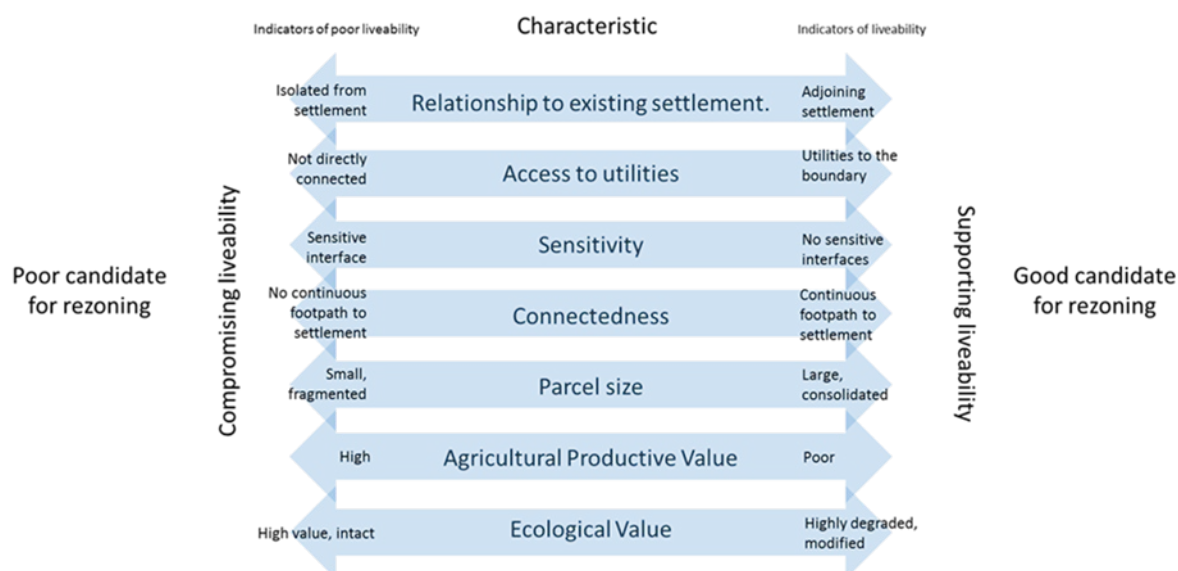 Indicators of poor liveability
Characteristic
Indicators of liveability
Isolated from
settlement
Relationship to existing settlement.
Adjoining
settlement
Not directly
connected
Access to utilities
Utilities to the
boundary
Sensitive
interface
Sensitivity
No sensitive
interfaces
No continuous
footpath to
settlement
Connectedness
Continuous
footpath to
settlement
Small,
fragmented
Parcel size
Large,
consolidated
High
Agricultural Productive Value
Poor
High value, intact
Ecological Value
Highly degraded,
modified
Poor candidate
for rezoning
Compromising liveability
Supporting liveability
Good candidate
for rezoning